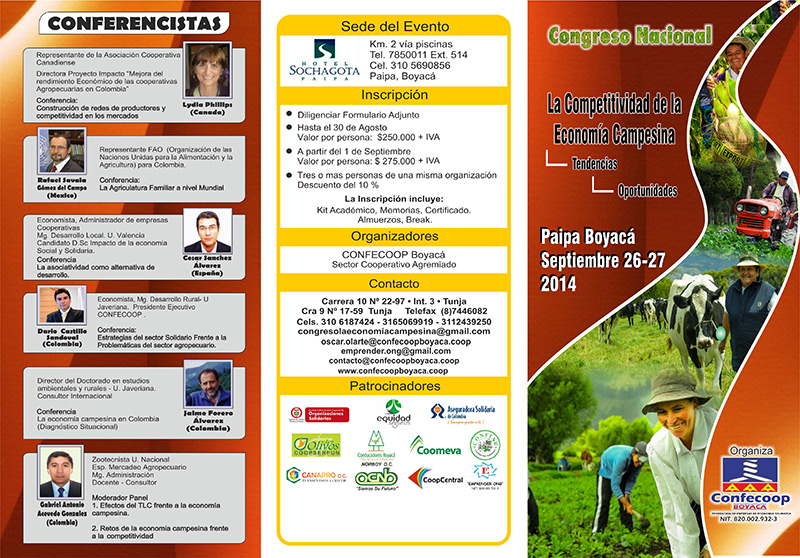 CONFERENCISTAS
Representante de la Asociación Cooperativa
Canadiense
Directora Proyecto Impacto "Mejora del
rendimiento Económico de las cooperativas
Agropecuarias en Colombia"
Conferencia:
Construcción de redes de productores y
competitividad en los mercados
Lydia Phillips
(Canada)
Representante FAO (Organización de las
Naciones Unidas para la Alimentación y la
Agricultura) para Colombia.
Conferencia:
La Agriculatura Familiar a nivel Mundial
Rafael Savala
Gómez del Campo
(Mexico)
Economista, Administrador de empresas
Cooperativas
Mg. Desarrollo Local. U. Valencia
Candidato D.Sc Impacto de la economía
Social y Solidaria.
Conferencia
La asociatividad como alternativa de
desarrollo.
Cesar Sanchez
Álvarez
(España)
Economista, Mg. Desarrollo Rural- U
Javeriana. Presidente Ejecutivo
CONFECOOP .
Conferencia:
Estrategias del sector Solidario Frente a la
Problemáticas del sector agropecuario.
Dario Castillo
Sandoval
(Colombia)
Director del Doctorado en estudios
ambientales y rurales - U. Javeriana.
Consultor Internacional
Conferencia
La economía campesina en Colombia
(Diagnóstico Situacional)
Jaime Forero
Álvarez
(Colombia)
Zootecnista U. Nacional
Esp. Mercadeo Agropecuario
Mg. Administración
Docente - Consultor
Moderador Panel
1. Efectos del TLC frente a la economía
campesina.
2. Retos de la economía campesina frente
a la competitividad
Gabriel Antonio
Acevedo Gonzales
(Colombia)
Sede del Evento
HOTEL
SOCHAGOTA
PAIPA
Km. 2 vía piscinas
Tel. 7850011 Ext. 514
Cel. 310 5690856
Paipa, Boyacá
Inscripción
Diligenciar Formulario Adjunto
Hasta el 30 de Agosto
Valor por persona: $250.000 + IVA
A partir del 1 de Septiembre
Valor por persona: $ 275.000 + IVA
Tres o mas personas de una misma organización
Descuento del 10 %
La Inscripción incluye:
Kit Académico, Memorias, Certificado.
Almuerzos, Break.
Organizadores
CONFECOOP Boyacá
Sector Cooperativo Agremiado
Contacto
Carrera 10 Nº 22-97 • Int. 3 • Tunja
Cra 9 Nº 17-59 Tunja Telefax (8)7446082
Cels. 310 6187424 - 3165069919 - 3112439250
congresolaeconomiacampesina@gmail.com
oscar.olarte@confecoopboyaca.coop
emprender.ong@gmail.com
contacto@confecoopboyaca.coop
www.confecoopboyaca.coop
Patrocinadores
Organizaciones
Solidarias
equidad
seguros
Aseguradora Solidaria
de Colombia
Olivos
COOPSERFUN
Coomeva
CANAPRO O.C.
NORBOY O.C.
"Somos Su Futuro"
CoopCentral
"EMPRENDER ONG"
Congreso Nacional
La Competitividad de la
Economía Campesina
Tendencias
Oportunidades
Paipa Boyacá
Septiembre 26-27
2014
Organiza
Confecoop
BOYACA
NIT. 820.002.932-3